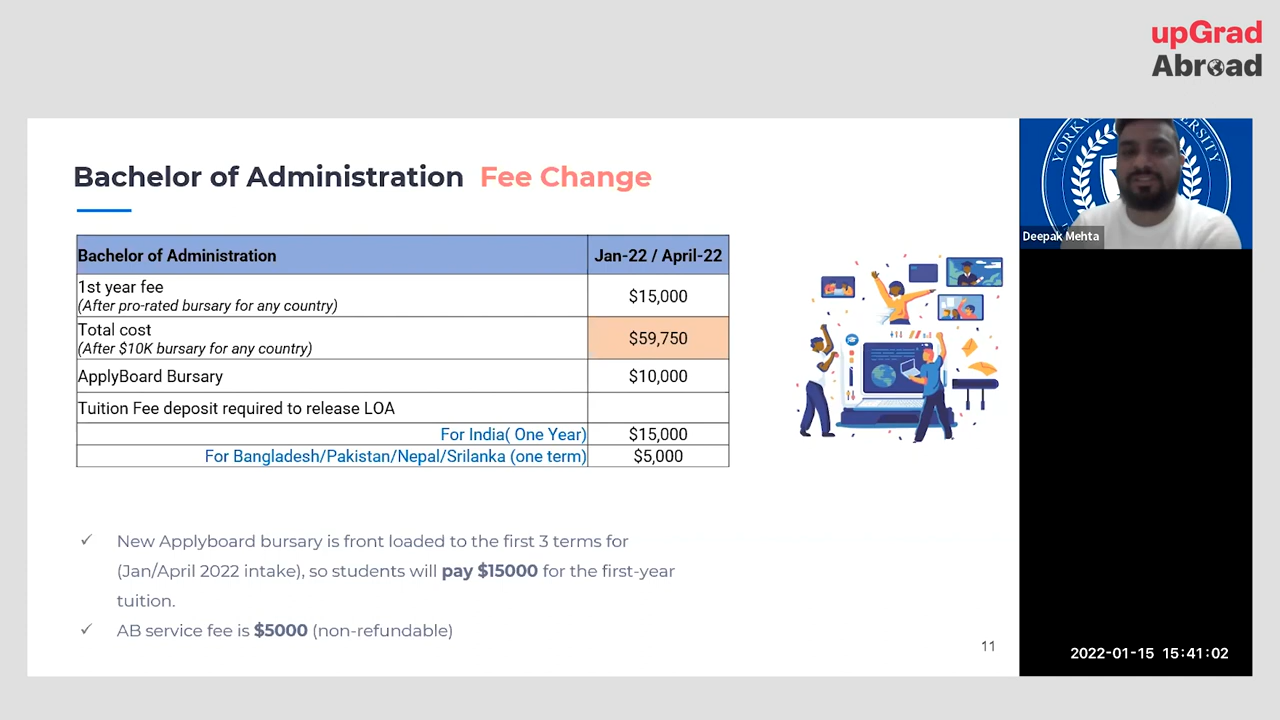 upGrad
Abroad
Bachelor of Administration Fee Change
Bachelor of Administration Jan-22 / April-22
1st year fee
(After pro-rated bursary for any country) $15,000
Total cost
(After $10K bursary for any country) $59,750
ApplyBoard Bursary $10,000
Tuition Fee deposit required to release LOA
For India( One Year) $15,000
For Bangladesh/Pakistan/Nepal/Srilanka (one term) $5,000
✓ New Applyboard bursary is front loaded to the first 3 terms for
(Jan/April 2022 intake), so students will pay $15000 for the first-year
tuition.
✓ AB service fee is $5000 (non-refundable)
11
Deepak Mehta
2022-01-15 15:41:02